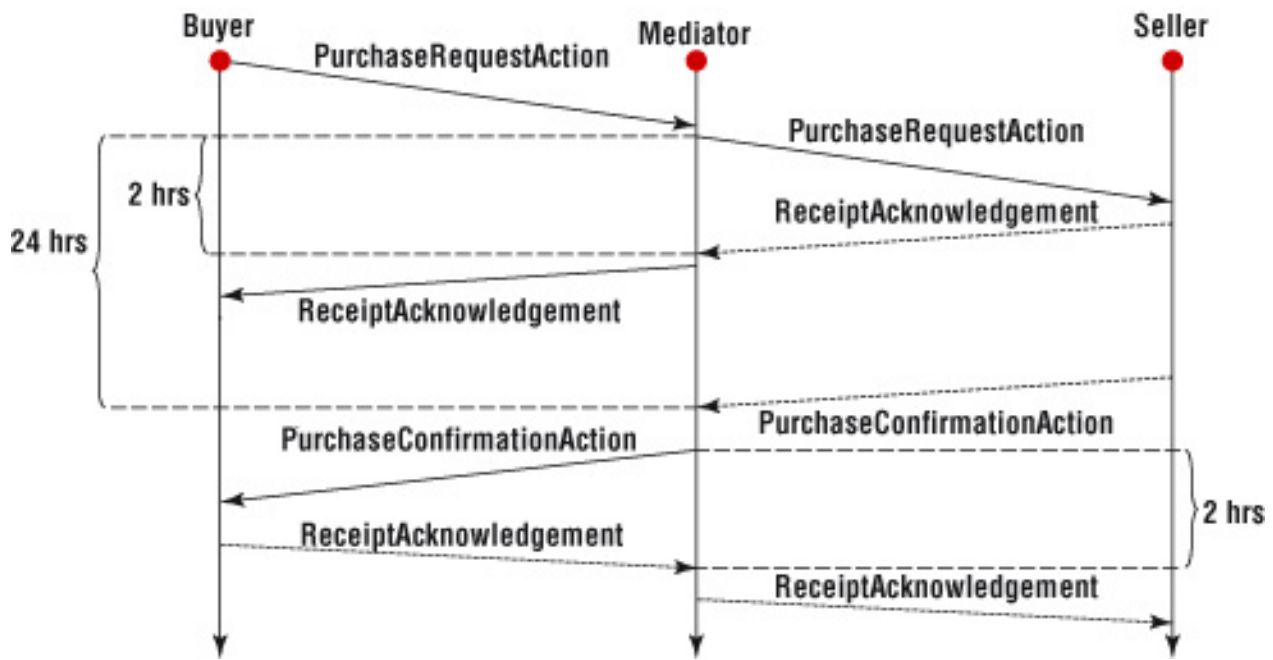 Buyer
Mediator
Seller
PurchaseRequestAction
PurchaseRequestAction
2 hrs
ReceiptAcknowledgement
24 hrs
ReceiptAcknowledgement
PurchaseConfirmationAction
PurchaseConfirmationAction
2 hrs
ReceiptAcknowledgement
ReceiptAcknowledgement